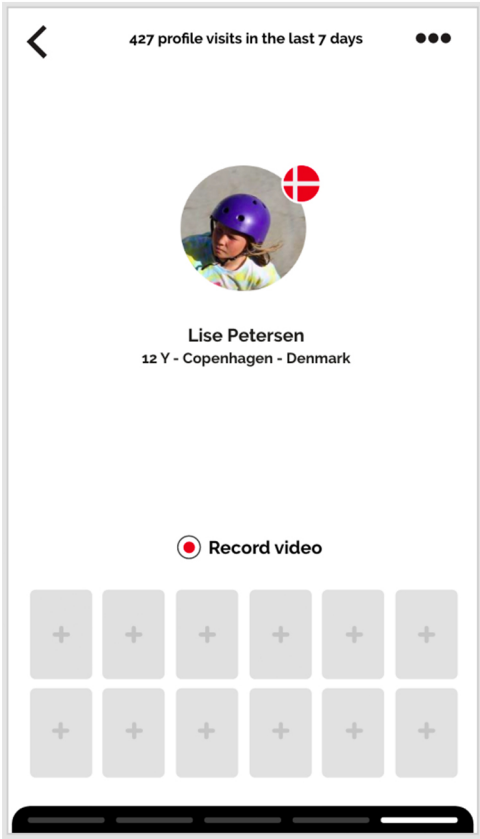 427 profile visits in the last 7 days
Lise Petersen
12 Y - Copenhagen - Denmark
Record video